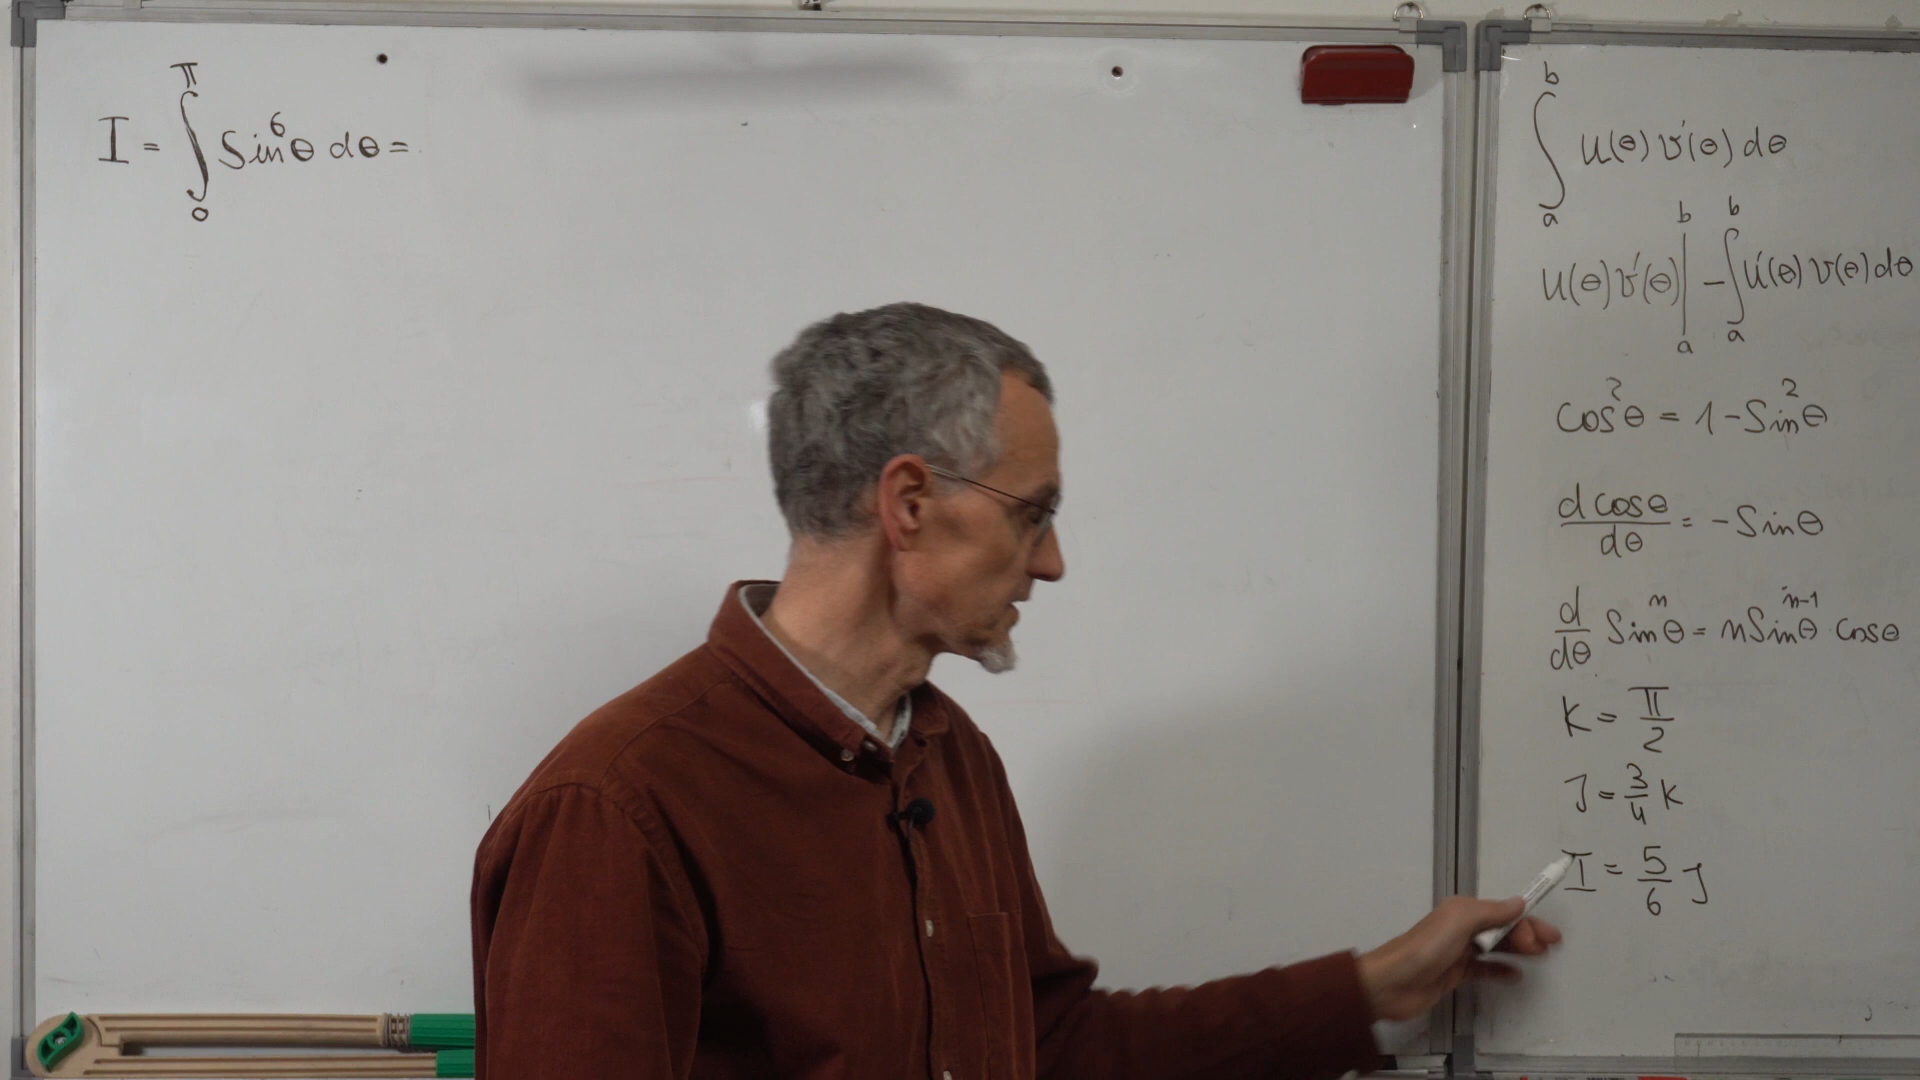 I = ∫₀^π Sin⁶θ dθ =
∫ₐᵇ u(θ) v'(θ) dθ
u(θ) v'(θ)|ₐᵇ − ∫ₐᵇ u'(θ) v(θ) dθ
cos²θ = 1 − Sin²θ
d cosθ / dθ = − Sinθ
d/dθ Sinⁿθ = n Sinⁿ⁻¹θ · cosθ
K = π/2
J = 3/4 K
I = 5/6 J